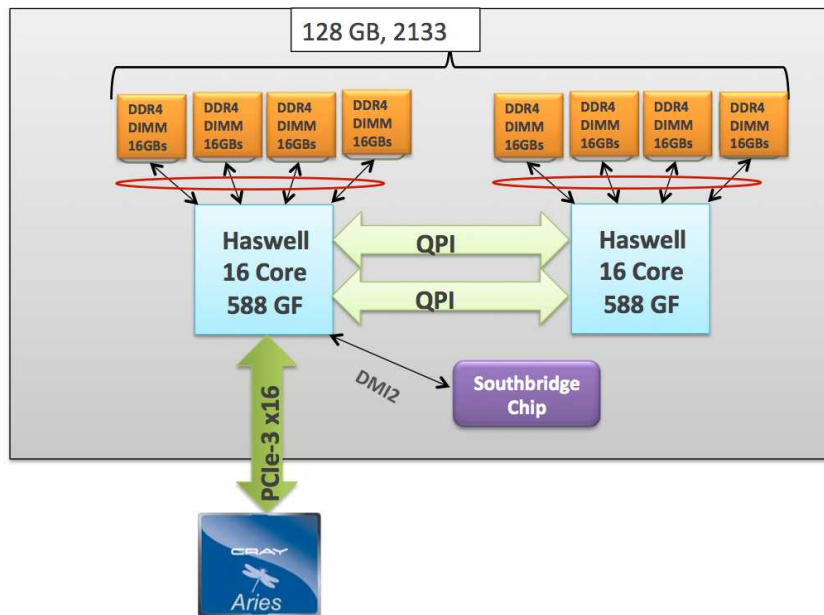 128 GB, 2133
DDR4
DIMM
16GBs
DDR4
DIMM
16GBs
DDR4
DIMM
16GBs
DDR4
DIMM
16GBs
DDR4
DIMM
16GBs
DDR4
DIMM
16GBs
DDR4
DIMM
16GBs
DDR4
DIMM
16GBs
Haswell
16 Core
588 GF
QPI
QPI
Haswell
16 Core
588 GF
DMI2
Southbridge
Chip
PCIe-3 x16
CRAY
Aries